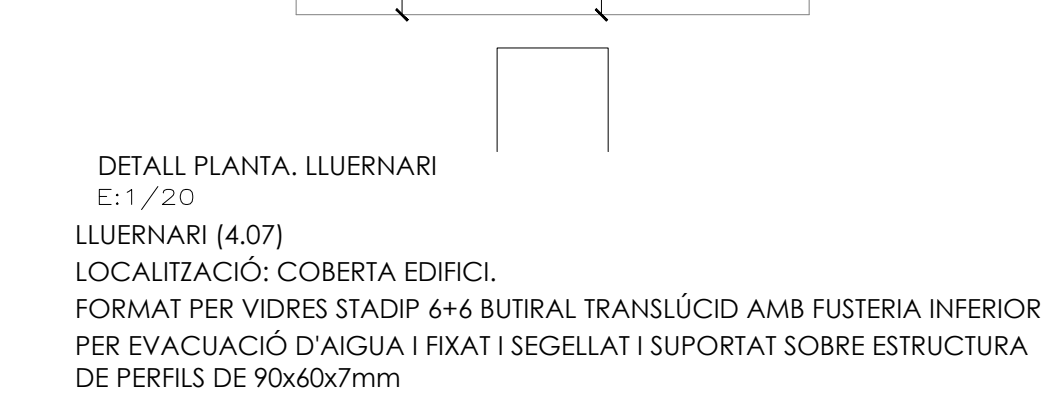 DETALL PLANTA. LLUERNARI
E:1/20
LLUERNARI (4.07)
LOCALITZACIÓ: COBERTA EDIFICI.
FORMAT PER VIDRES STADIP 6+6 BUTIRAL TRANSLÚCID AMB FUSTERIA INFERIOR
PER EVACUACIÓ D'AIGUA I FIXAT I SEGELLAT I SUPORTAT SOBRE ESTRUCTURA
DE PERFILS DE 90x60x7mm